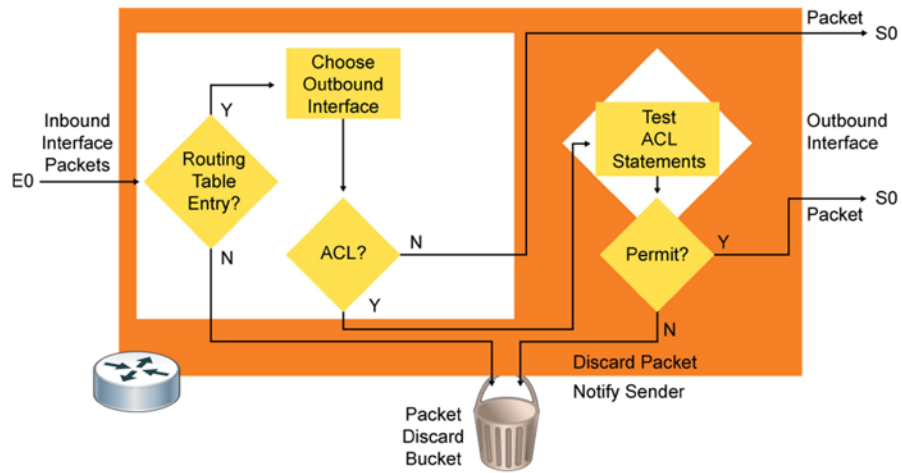 Packet
S0
Choose
Outbound
Interface
Y
Inbound
Interface
Packets
E0
Routing
Table
Entry?
N
ACL?
N
Y
Test
ACL
Statements
Outbound
Interface
S0
Packet
Permit?
Y
N
Discard Packet
Notify Sender
Packet
Discard
Bucket